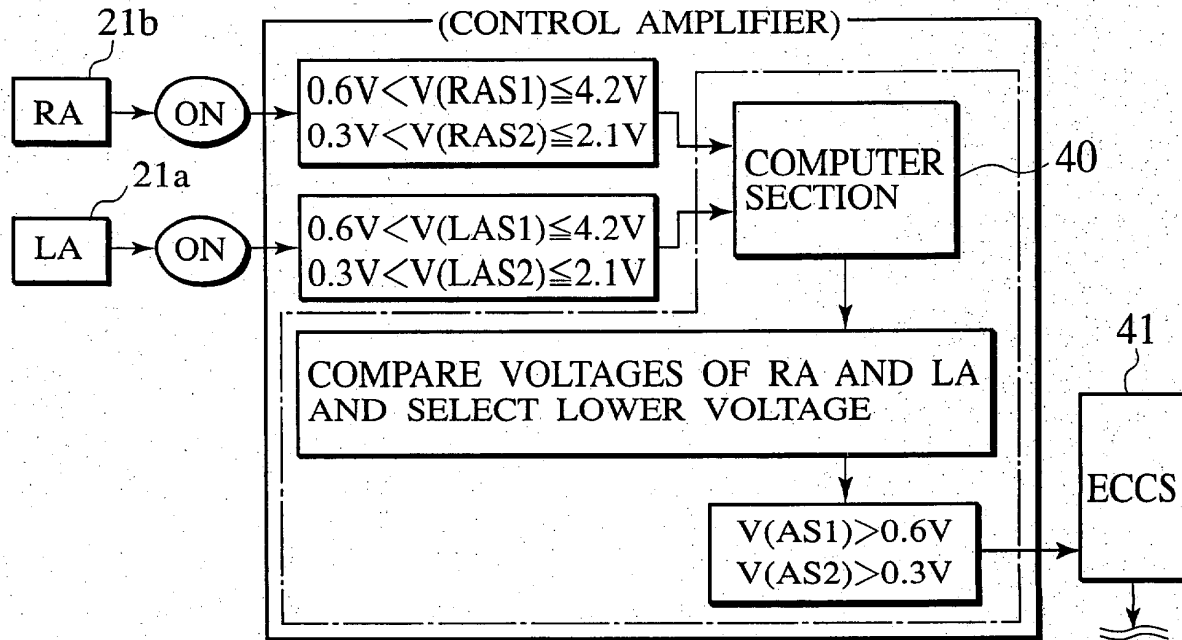 (CONTROL AMPLIFIER)
21b
RA
ON
0.6V<V(RAS1)≦4.2V
0.3V<V(RAS2)≦2.1V
21a
LA
ON
0.6V<V(LAS1)≦4.2V
0.3V<V(LAS2)≦2.1V
COMPUTER
SECTION
40
COMPARE VOLTAGES OF RA AND LA
AND SELECT LOWER VOLTAGE
V(AS1)>0.6V
V(AS2)>0.3V
41
ECCS